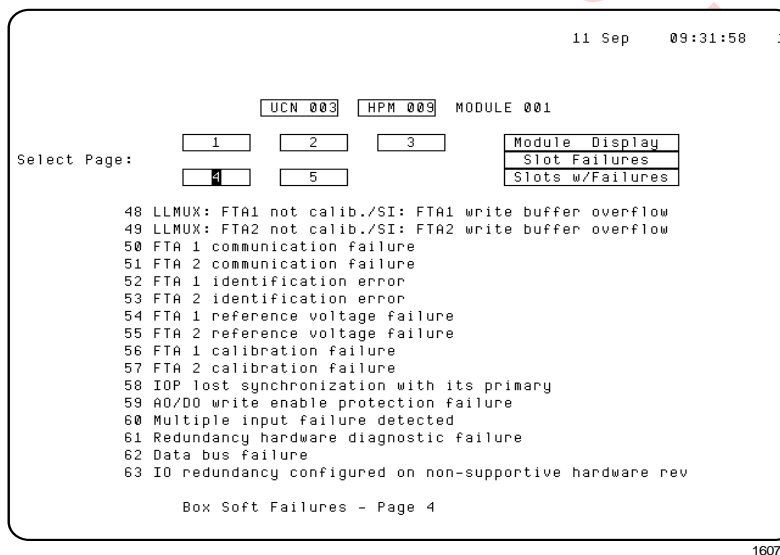 11 Sep 09:31:58
UCN 003 HPM 009 MODULE 001
1 2 3 Module Display
Select Page: Slot Failures
4 5 Slots w/Failures
48 LLMUX: FTA1 not calib./SI: FTA1 write buffer overflow
49 LLMUX: FTA2 not calib./SI: FTA2 write buffer overflow
50 FTA 1 communication failure
51 FTA 2 communication failure
52 FTA 1 identification error
53 FTA 2 identification error
54 FTA 1 reference voltage failure
55 FTA 2 reference voltage failure
56 FTA 1 calibration failure
57 FTA 2 calibration failure
58 IOP lost synchronization with its primary
59 AO/DO write enable protection failure
60 Multiple input failure detected
61 Redundancy hardware diagnostic failure
62 Data bus failure
63 IO redundancy configured on non-supportive hardware rev
Box Soft Failures - Page 4
1607